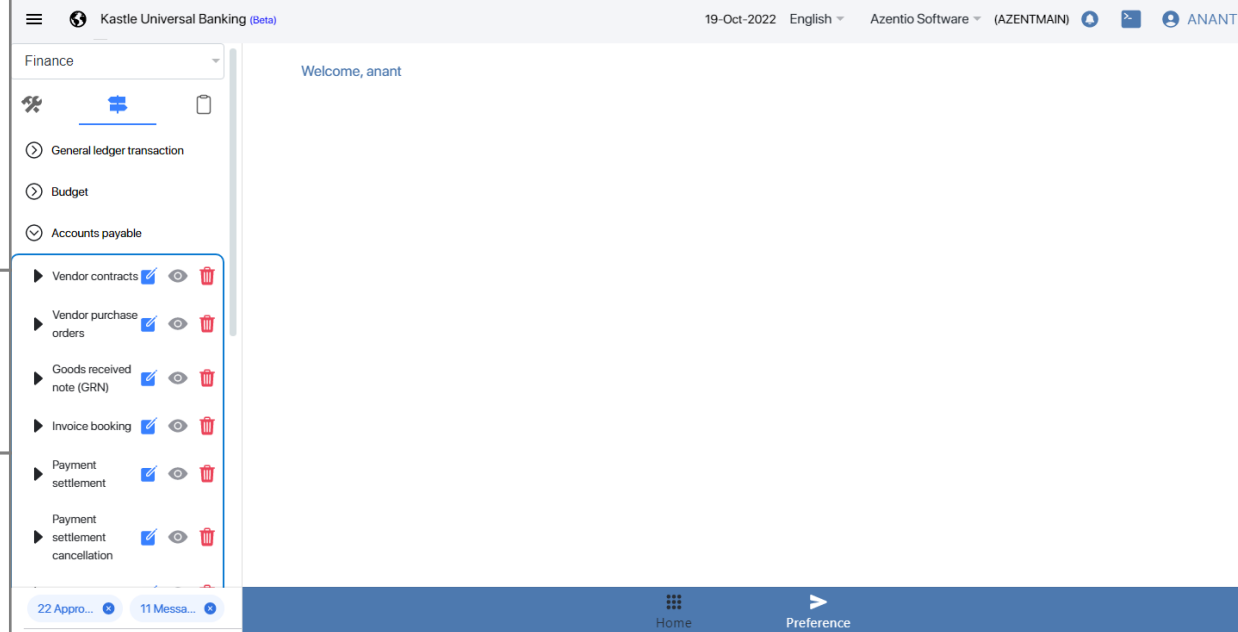 Kastle Universal Banking (Beta)
19-Oct-2022 English Azentio Software (AZENTMAIN) ANANT
Finance
Welcome, anant
General ledger transaction
Budget
Accounts payable
Vendor contracts
Vendor purchase
orders
Goods received
note (GRN)
Invoice booking
Payment
settlement
Payment
settlement
cancellation
22 Appro... 11 Messa...
Home
Preference